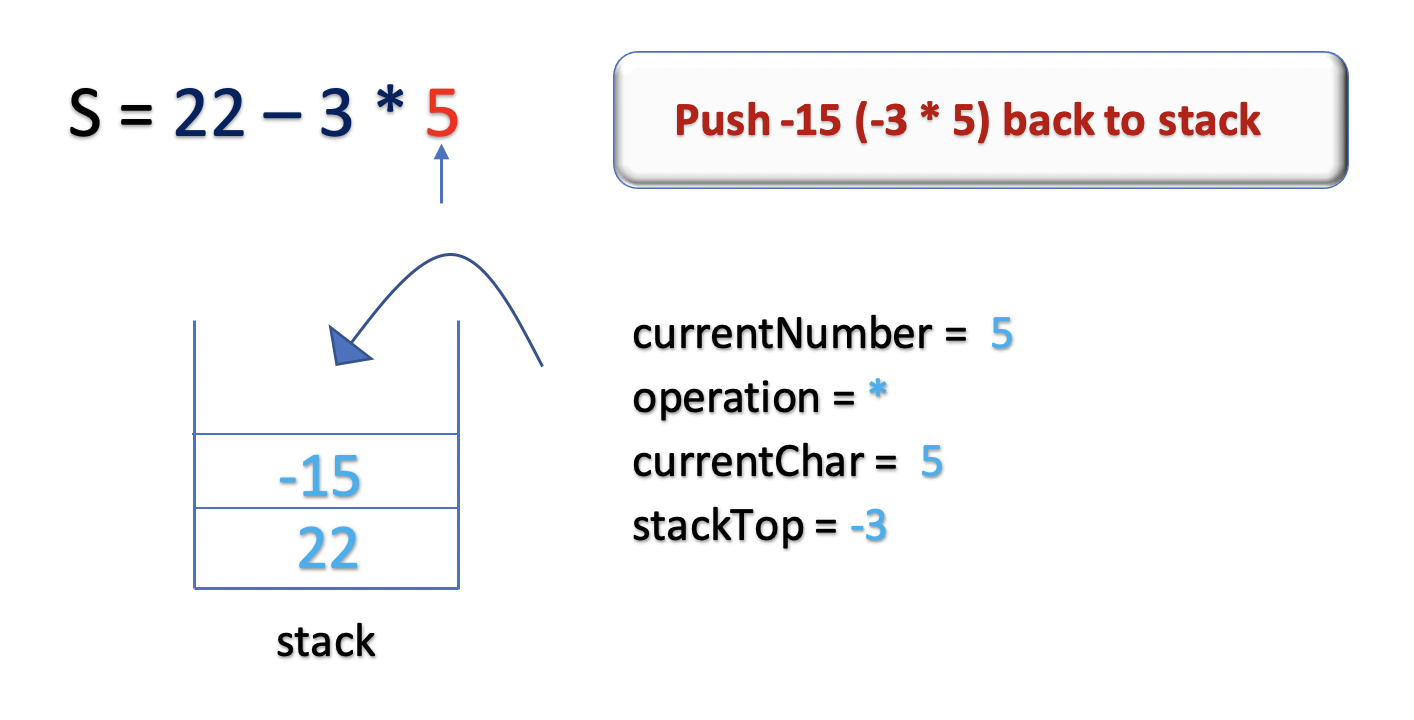 S = 22 – 3 * 5
Push -15 (-3 * 5) back to stack
currentNumber = 5
operation = *
currentChar = 5
stackTop = -3
-15
22
stack